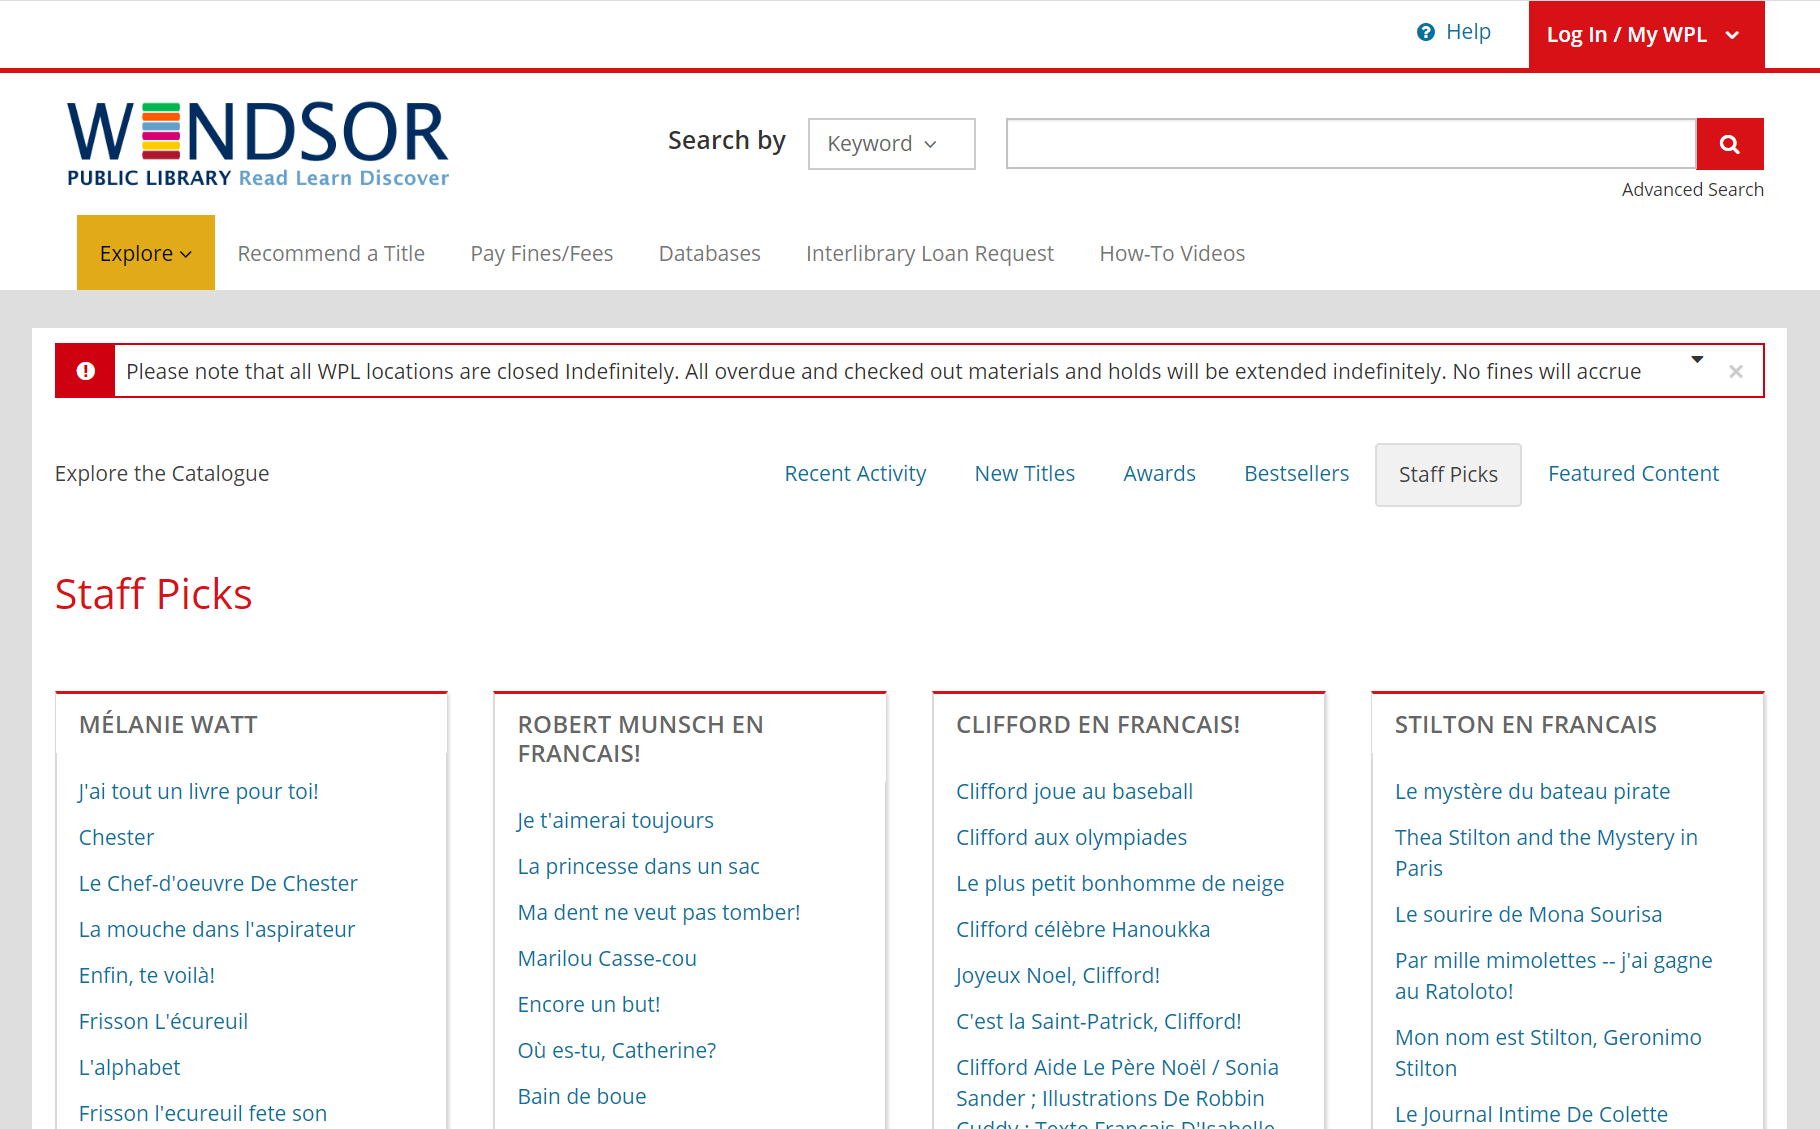 Help
Log In / My WPL
WINDSOR
PUBLIC LIBRARY Read Learn Discover
Search by
Keyword
Advanced Search
Explore
Recommend a Title
Pay Fines/Fees
Databases
Interlibrary Loan Request
How-To Videos
Please note that all WPL locations are closed Indefinitely. All overdue and checked out materials and holds will be extended indefinitely. No fines will accrue
Explore the Catalogue
Recent Activity
New Titles
Awards
Bestsellers
Staff Picks
Featured Content
Staff Picks
MÉLANIE WATT
J'ai tout un livre pour toi!
Chester
Le Chef-d'oeuvre De Chester
La mouche dans l'aspirateur
Enfin, te voilà!
Frisson L'écureuil
L'alphabet
Frisson l'ecureuil fete son
ROBERT MUNSCH EN
FRANCAIS!
Je t'aimerai toujours
La princesse dans un sac
Ma dent ne veut pas tomber!
Marilou Casse-cou
Encore un but!
Où es-tu, Catherine?
Bain de boue
CLIFFORD EN FRANCAIS!
Clifford joue au baseball
Clifford aux olympiades
Le plus petit bonhomme de neige
Clifford célèbre Hanoukka
Joyeux Noel, Clifford!
C'est la Saint-Patrick, Clifford!
Clifford Aide Le Père Noël / Sonia
Sander ; Illustrations De Robbin
Cuddy ; Texte Français D'Isabelle
STILTON EN FRANCAIS
Le mystère du bateau pirate
Thea Stilton and the Mystery in
Paris
Le sourire de Mona Sourisa
Par mille mimolettes -- j'ai gagne
au Ratoloto!
Mon nom est Stilton, Geronimo
Stilton
Le Journal Intime De Colette